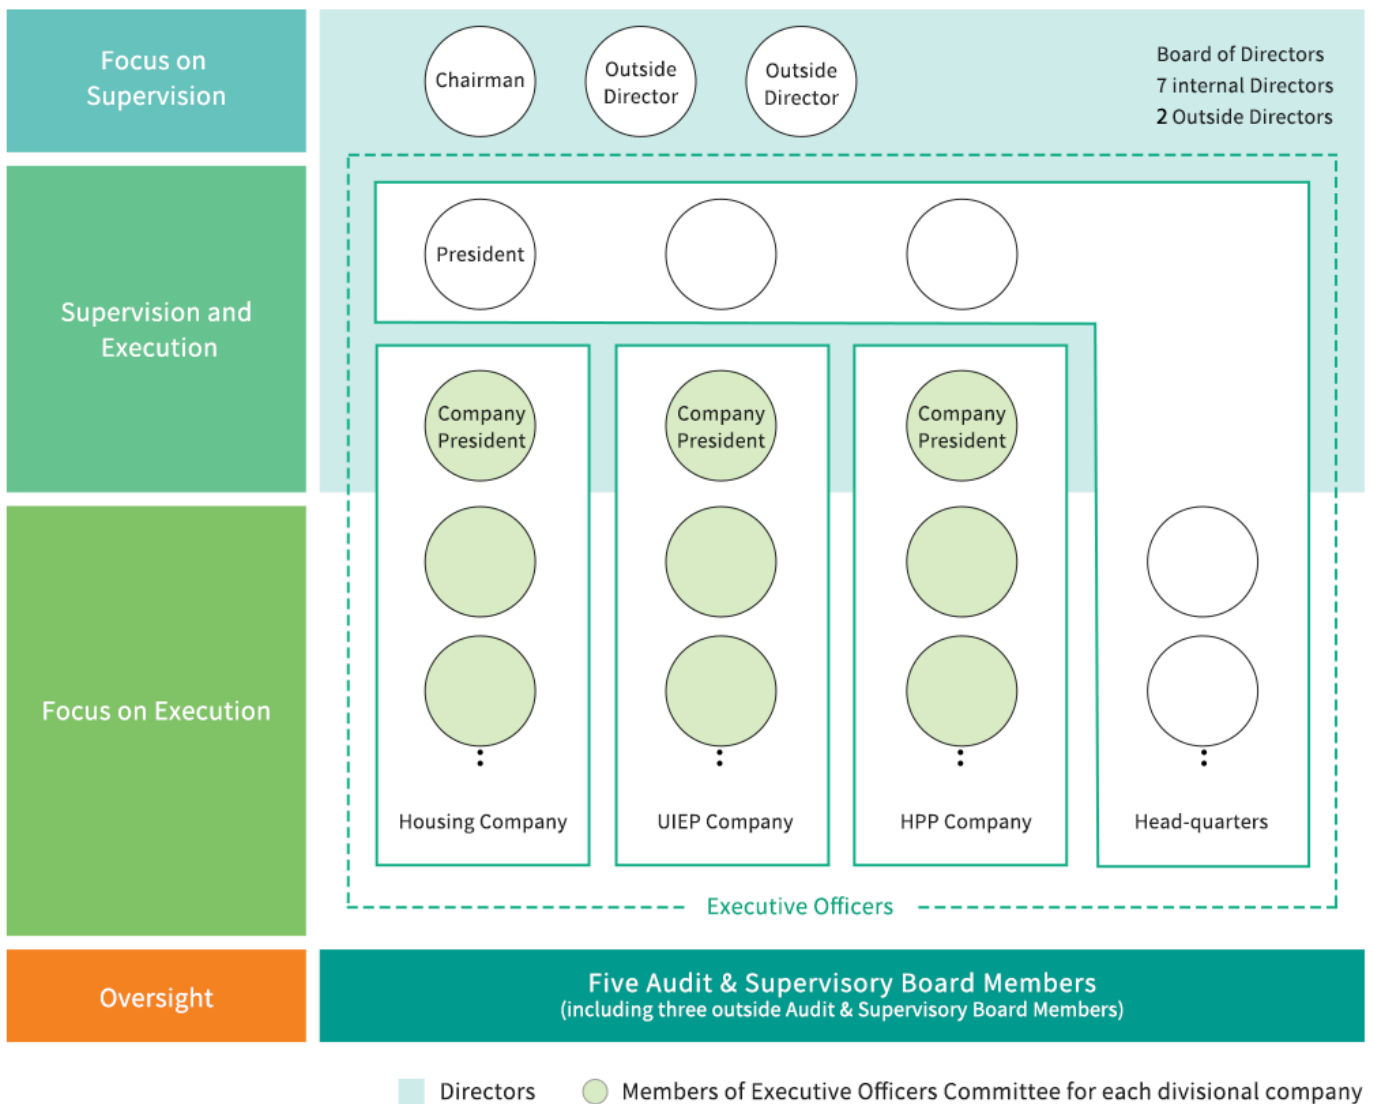 Focus on
Supervision
Chairman
Outside
Director
Outside
Director
Board of Directors
7 internal Directors
2 Outside Directors
Supervision and
Execution
President
Company
President
Company
President
Company
President
Focus on Execution
Housing Company
UIEP Company
HPP Company
Head-quarters
Executive Officers
Oversight
Five Audit & Supervisory Board Members
(including three outside Audit & Supervisory Board Members)
Directors
Members of Executive Officers Committee for each divisional company